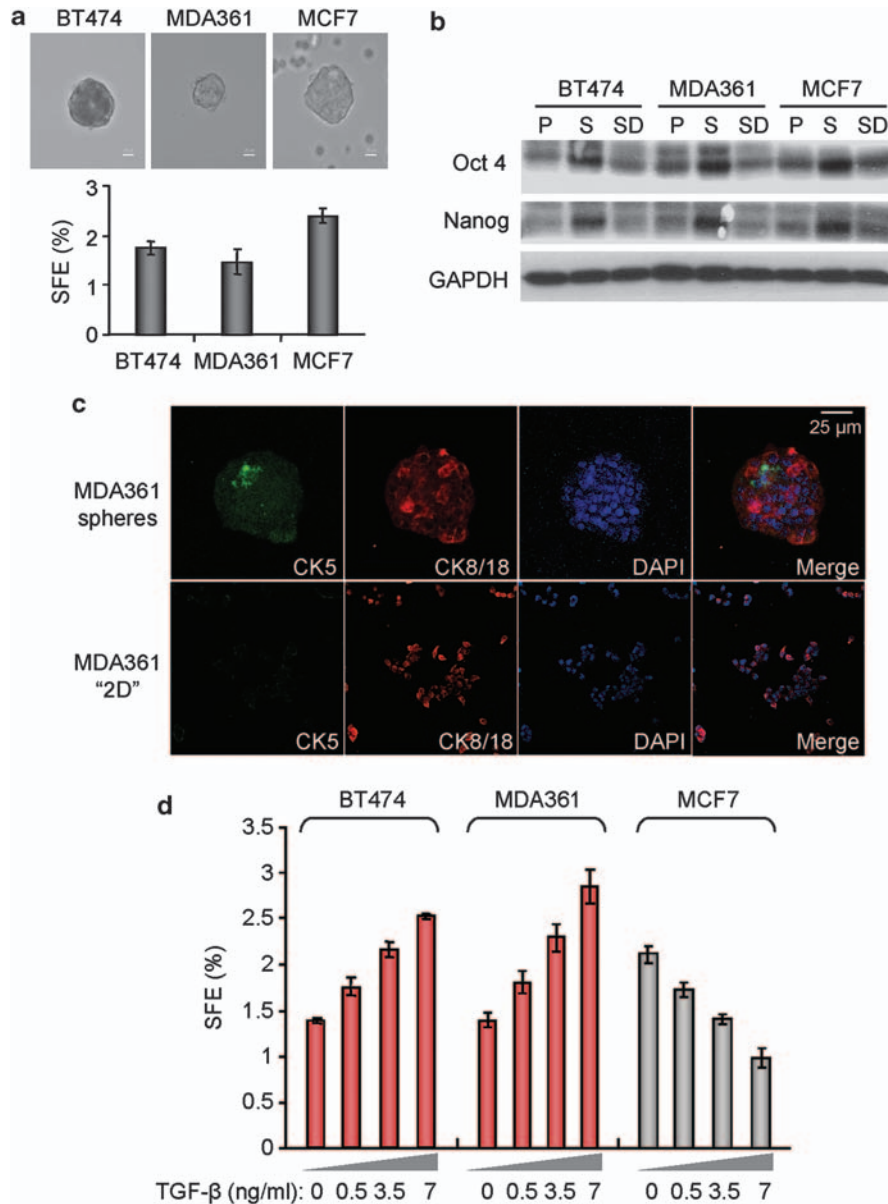 a
BT474 MDA361 MCF7
3
2
1
0
SFE (%)
BT474 MDA361 MCF7
b
BT474 MDA361 MCF7
P S SD P S SD P S SD
Oct 4
Nanog
GAPDH
c
25 μm
MDA361
spheres
CK5 CK8/18 DAPI Merge
MDA361
"2D"
CK5 CK8/18 DAPI Merge
d
BT474 MDA361 MCF7
3.5
3
2.5
2
1.5
1
0.5
0
SFE (%)
TGF-β (ng/ml): 0 0.5 3.5 7 0 0.5 3.5 7 0 0.5 3.5 7